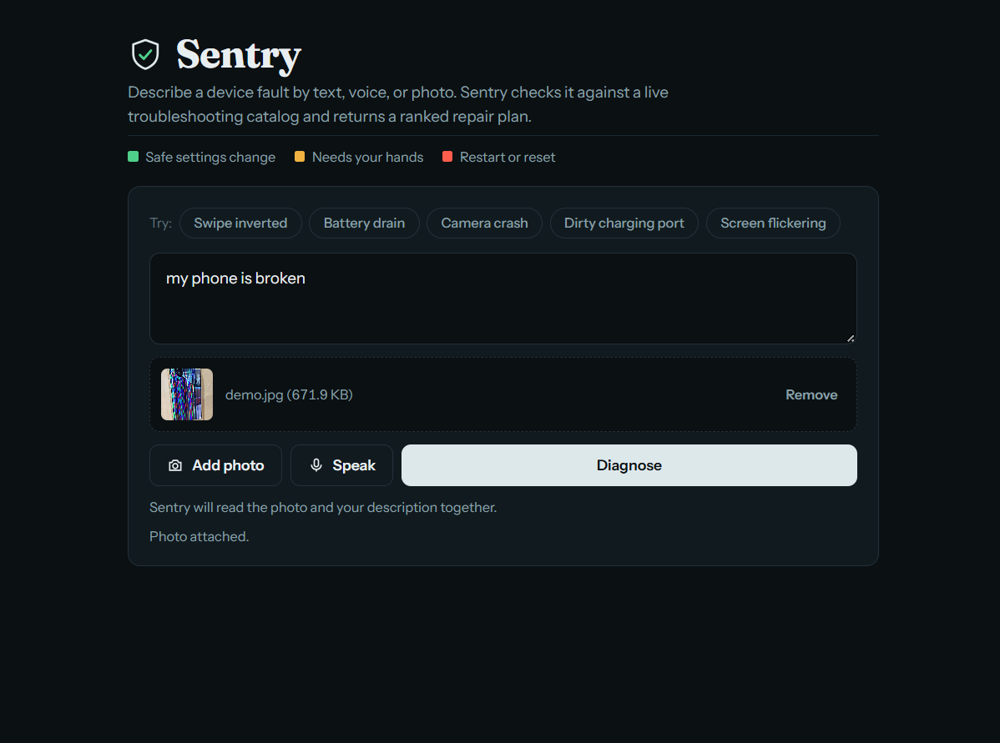 Sentry
Describe a device fault by text, voice, or photo. Sentry checks it against a live
troubleshooting catalog and returns a ranked repair plan.
Safe settings change Needs your hands Restart or reset
Try: Swipe inverted Battery drain Camera crash Dirty charging port Screen flickering
my phone is broken
demo.jpg (671.9 KB) Remove
Add photo Speak Diagnose
Sentry will read the photo and your description together.
Photo attached.